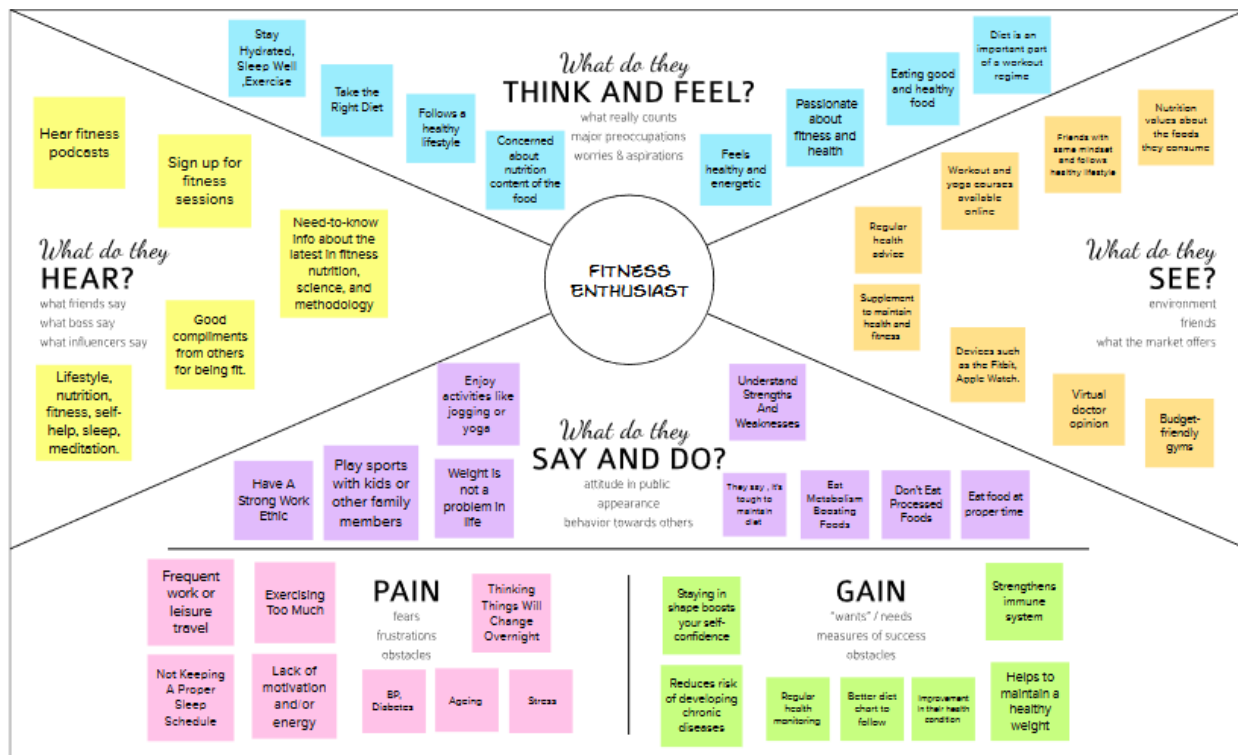 What do they
THINK AND FEEL?
what really counts
major preoccupations
worries & aspirations
Stay
Hydrated,
Sleep Well
,Exercise
Take the
Right Diet
Follows a
healthy
lifestyle
Concerned
about
nutrition
content of the
food
Feels
healthy and
energetic
Passionate
about
fitness and
health
Eating good
and healthy
food
Diet is an
important part
of a workout
regime
What do they
HEAR?
what friends say
what boss say
what influencers say
Hear fitness
podcasts
Sign up for
fitness
sessions
Need-to-know
info about the
latest in fitness
nutrition,
science, and
methodology
Good
compliments
from others
for being fit.
Lifestyle,
nutrition,
fitness, self-
help, sleep,
meditation.
FITNESS
ENTHUSIAST
What do they
SEE?
environment
friends
what the market offers
Nutrition
values about
the foods
they consume
Friends with
same mindset
and follows
healthy lifestyle
Workout and
yoga courses
available
online
Regular
health
advice
Supplement
to maintain
health and
fitness
Devices such
as the Fitbit,
Apple Watch.
Virtual
doctor
opinion
Budget-
friendly
gyms
What do they
SAY AND DO?
attitude in public
appearance
behavior towards others
Enjoy
activities like
jogging or
yoga
Have A
Strong Work
Ethic
Play sports
with kids or
other family
members
Weight is
not a
problem in
life
Understand
Strengths
And
Weaknesses
They say , it's
tough to
maintain
diet
Eat
Metabolism
Boosting
Foods
Don't Eat
Processed
Foods
Eat food at
proper time
PAIN
fears
frustrations
obstacles
Frequent
work or
leisure
travel
Exercising
Too Much
Thinking
Things Will
Change
Overnight
Not Keeping
A Proper
Sleep
Schedule
Lack of
motivation
and/or
energy
BP,
Diabetes
Ageing
Stress
GAIN
"wants" / needs
measures of success
obstacles
Staying in
shape boosts
your self-
confidence
Strengthens
immune
system
Reduces risk
of developing
chronic
diseases
Regular
health
monitoring
Better diet
chart to
follow
Improvement
in their health
condition
Helps to
maintain a
healthy
weight